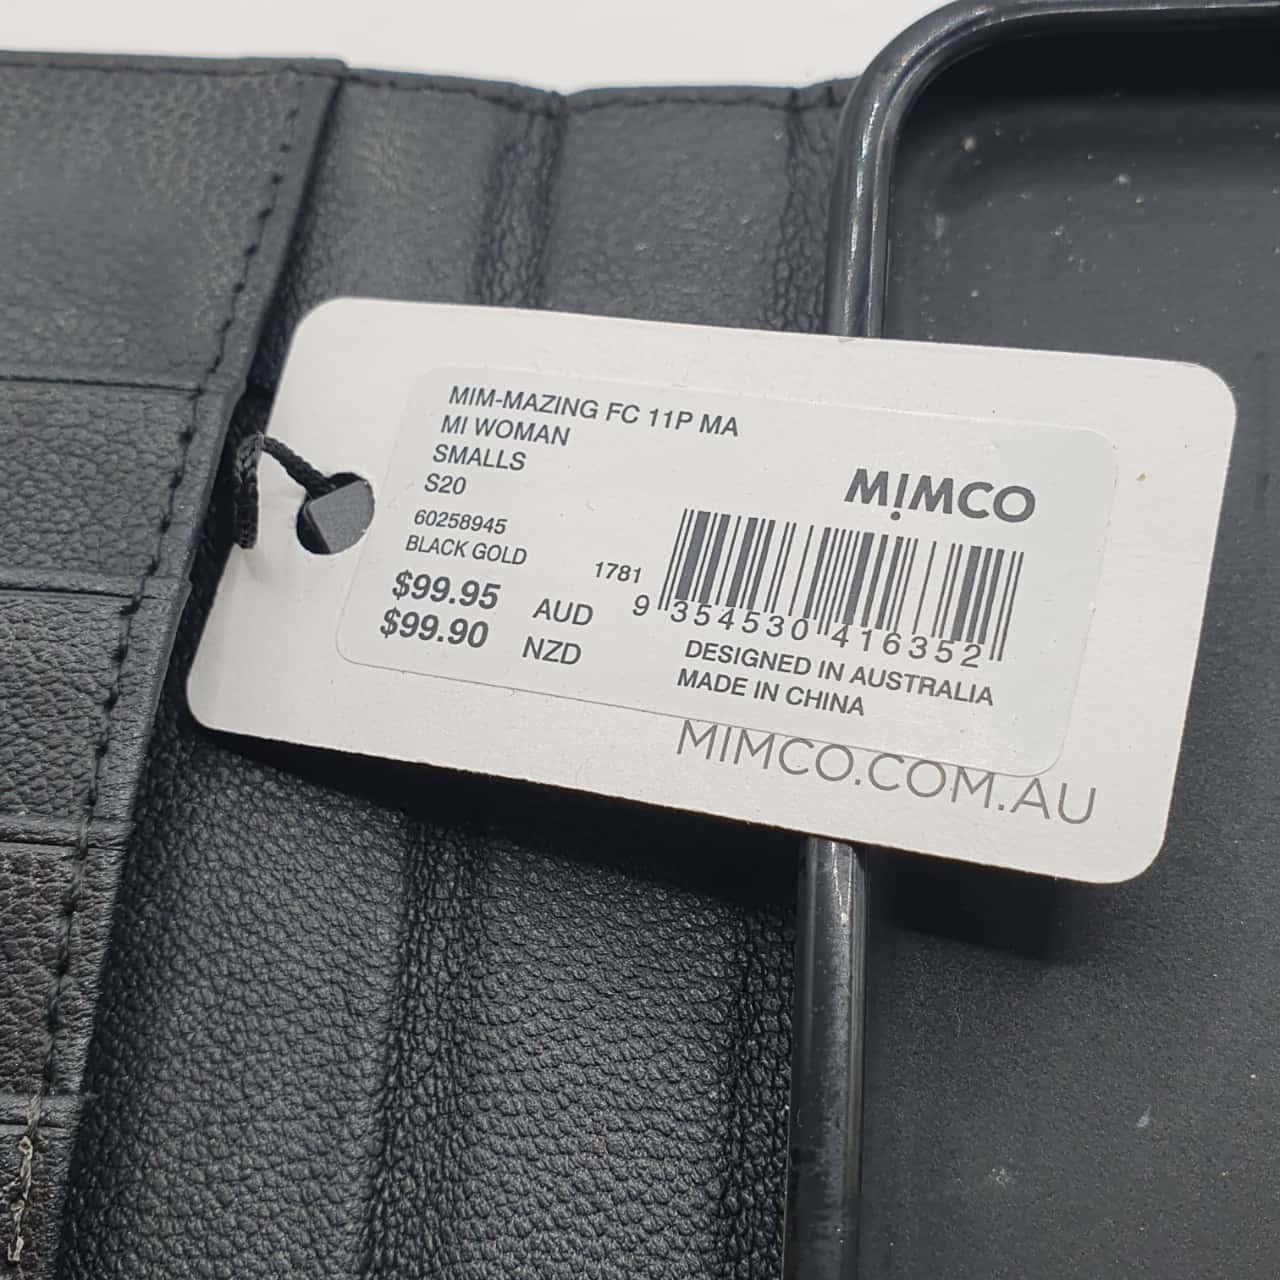 MIM-MAZING FC 11P MA
MI WOMAN
SMALLS
S20
60258945
BLACK GOLD
$99.95 AUD
$99.90 NZD
MIMCO
1781
9 354530 416352
DESIGNED IN AUSTRALIA
MADE IN CHINA
MIMCO.COM.AU